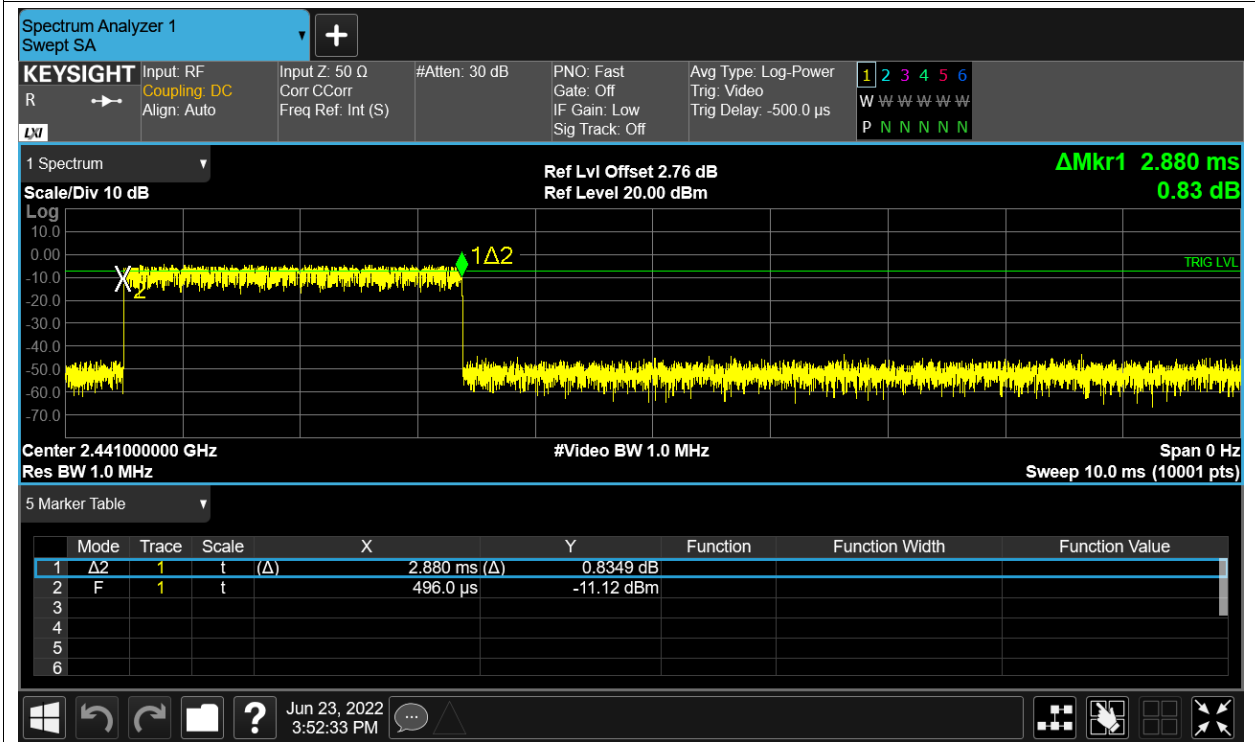 Spectrum Analyzer 1
Swept SA
+
KEYSIGHT Input: RF Input Z: 50 Ω #Atten: 30 dB PNO: Fast Avg Type: Log-Power 1 2 3 4 5 6
R Coupling: DC Corr CCorr Gate: Off Trig: Video W W W W W W
Align: Auto Freq Ref: Int (S) IF Gain: Low Trig Delay: -500.0 µs
LXI Sig Track: Off P N N N N N
1 Spectrum
Ref Lvl Offset 2.76 dB ΔMkr1 2.880 ms
Scale/Div 10 dB Ref Level 20.00 dBm 0.83 dB
Log
10.0
0.00 1Δ2
TRIG LVL
-10.0 X
2
-20.0
-30.0
-40.0
-50.0
-60.0
-70.0
Center 2.441000000 GHz #Video BW 1.0 MHz Span 0 Hz
Res BW 1.0 MHz Sweep 10.0 ms (10001 pts)
5 Marker Table
Mode Trace Scale X Y Function Function Width Function Value
1 Δ2 1 t (Δ) 2.880 ms (Δ) 0.8349 dB
2 F 1 t 496.0 µs -11.12 dBm
3
4
5
6
? Jun 23, 2022
3:52:33 PM